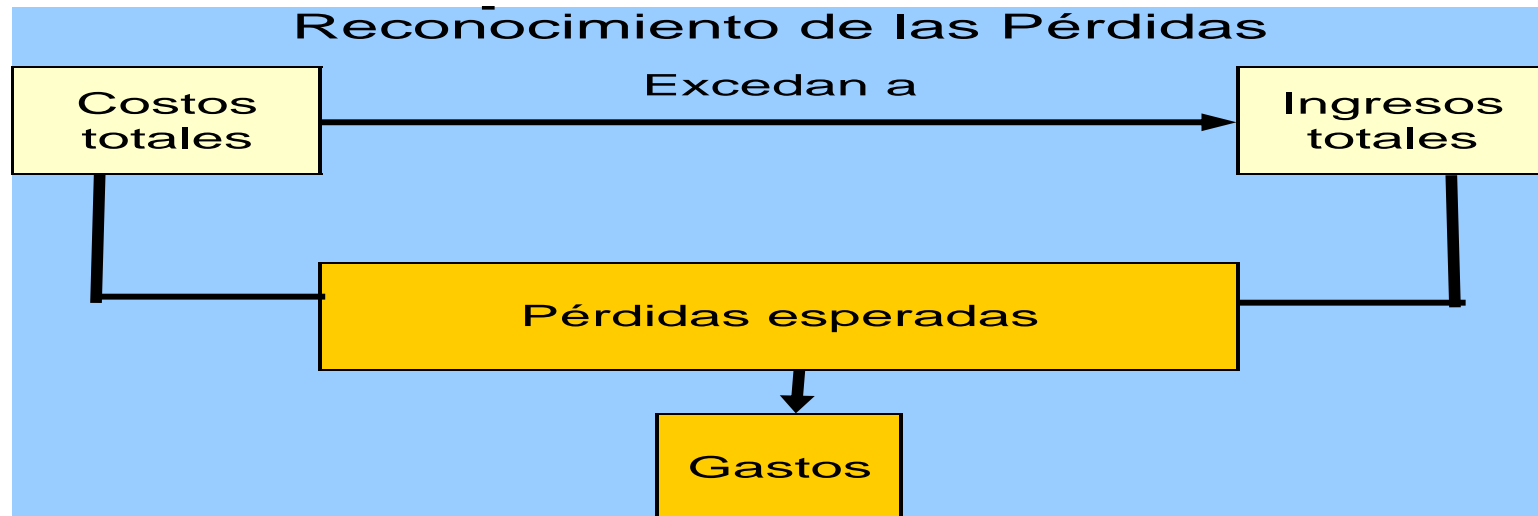 Reconocimiento de las Pérdidas
Excedan a
Costos
totales
Ingresos
totales
Pérdidas esperadas
Gastos